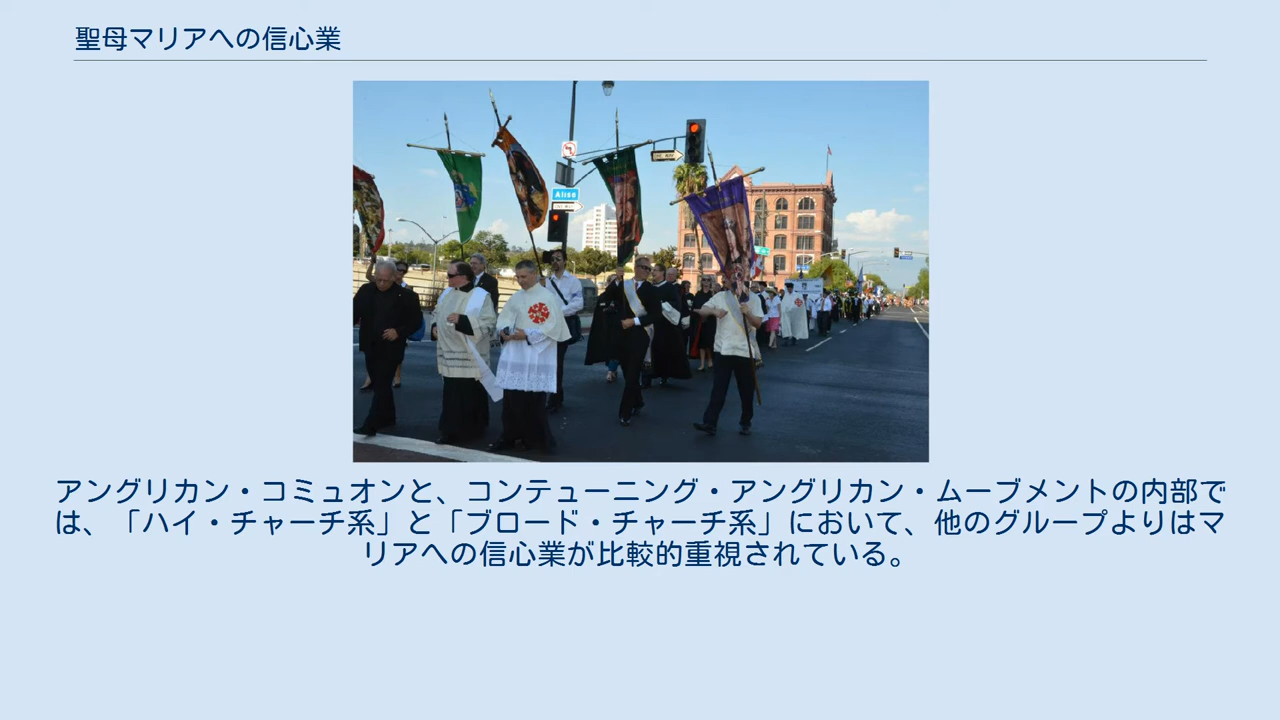 聖母マリアへの信心業
Aliso
アングリカン・コミュオンと、コンテューニング・アングリカン・ムーブメントの内部で
は、「ハイ・チャーチ系」と「ブロード・チャーチ系」において、他のグループよりはマ
リアへの信心業が比較的重視されている。